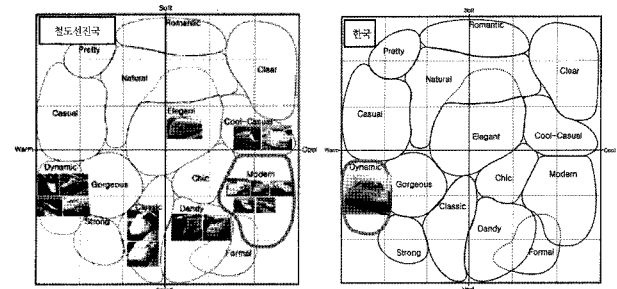 Soft
철도선진국
Romantic
Pretty
Natural
Clear
Casual
Elegant
Cool-Casual
Warm
Cool
Dynamic
Gorgeous
Chic
Modern
Classic
Dandy
Strong
Formal
Soft
한국
Romantic
Pretty
Natural
Clear
Casual
Elegant
Cool-Casual
Warm
Cool
Dynamic
Gorgeous
Chic
Modern
Classic
Dandy
Strong
Formal